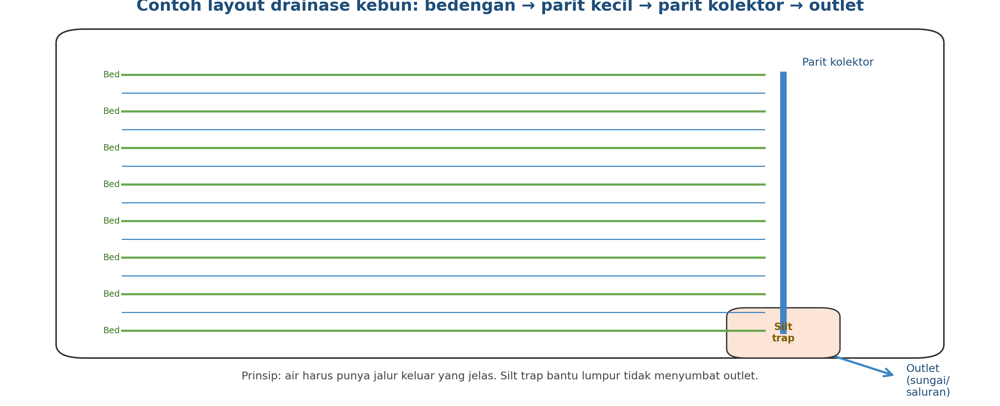 Contoh layout drainase kebun: bedengan → parit kecil → parit kolektor → outlet
Parit kolektor
Bed
Bed
Bed
Bed
Bed
Bed
Bed
Bed
Silt
trap
Prinsip: air harus punya jalur keluar yang jelas. Silt trap bantu lumpur tidak menyumbat outlet.
Outlet
(sungai/
saluran)